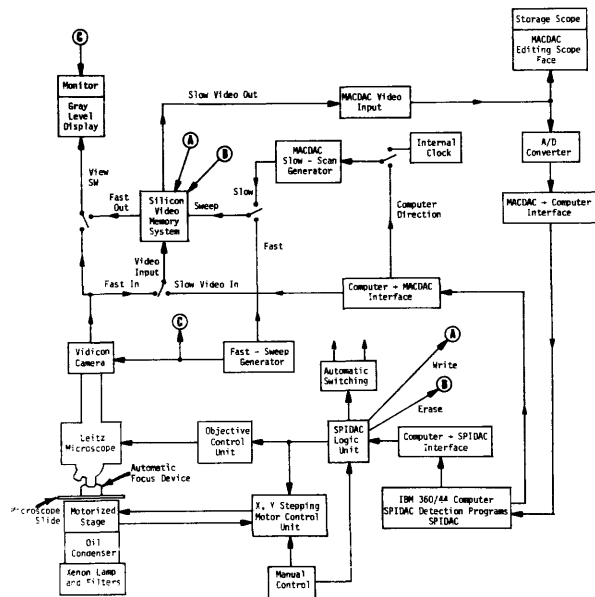 C
Storage Scope
MACDAC
Editing Scope
Face
Monitor
Gray Level
Display
Slow Video Out
MACDAC Video
Input
A
B
MACDAC
Slow - Scan
Generator
Internal
Clock
A/D
Converter
View
SW
Fast
Out
Silicon
Video
Memory
System
Slow
Sweep
Computer
Direction
MACDAC → Computer
Interface
Fast
Video
Input
Fast In
Slow Video In
Computer → MACDAC
Interface
C
Vidicon
Camera
Fast - Sweep
Generator
A
Automatic
Switching
Write
B
Erase
Leitz
Microscope
Objective
Control
Unit
SPIDAC
Logic
Unit
Computer → SPIDAC
Interface
Automatic
Focus Device
Microscope
Slide
Motorized
Stage
X, Y Stepping
Motor Control
Unit
IBM 360/44 Computer
SPIDAC Detection Programs
SPIDAC
Oil
Condenser
Xenon Lamp
and Filters
Manual
Control